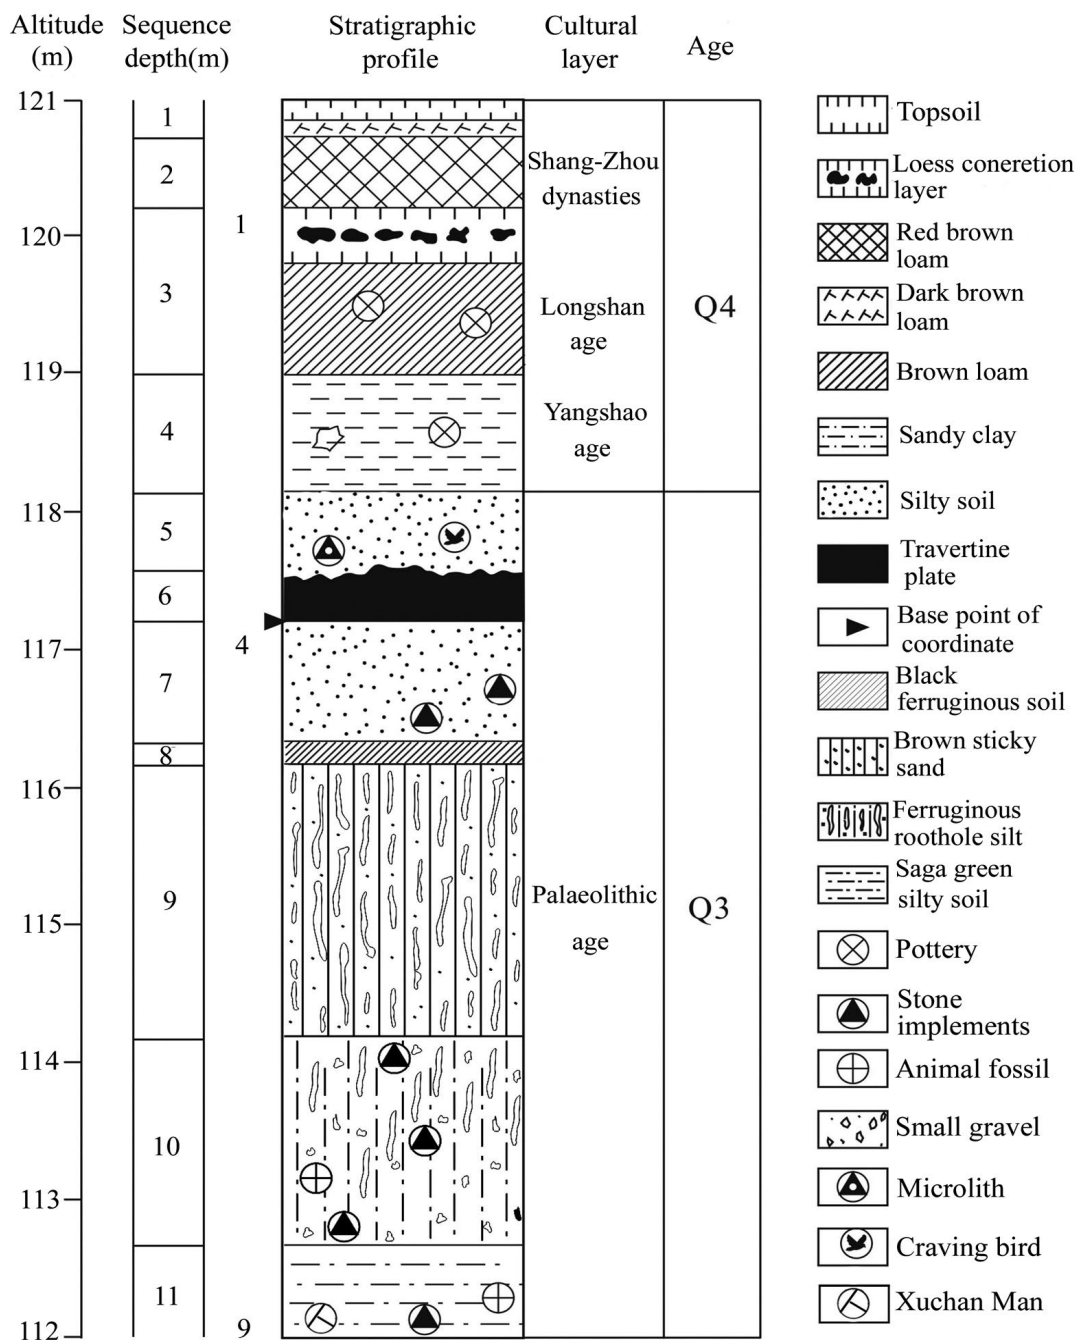 Altitude
(m)
Sequence
depth(m)
Stratigraphic
profile
Cultural
layer
Age
121
120
119
118
117
116
115
114
113
112
1
2
3
4
5
6
7
8
9
10
11
1
4
9
Shang-Zhou
dynasties
Longshan
age
Yangshao
age
Palaeolithic
age
Q4
Q3
Topsoil
Loess coneretion
layer
Red brown
loam
Dark brown
loam
Brown loam
Sandy clay
Silty soil
Travertine
plate
Base point of
coordinate
Black
ferruginous soil
Brown sticky
sand
Ferruginous
roothole silt
Saga green
silty soil
Pottery
Stone
implements
Animal fossil
Small gravel
Microlith
Craving bird
Xuchan Man